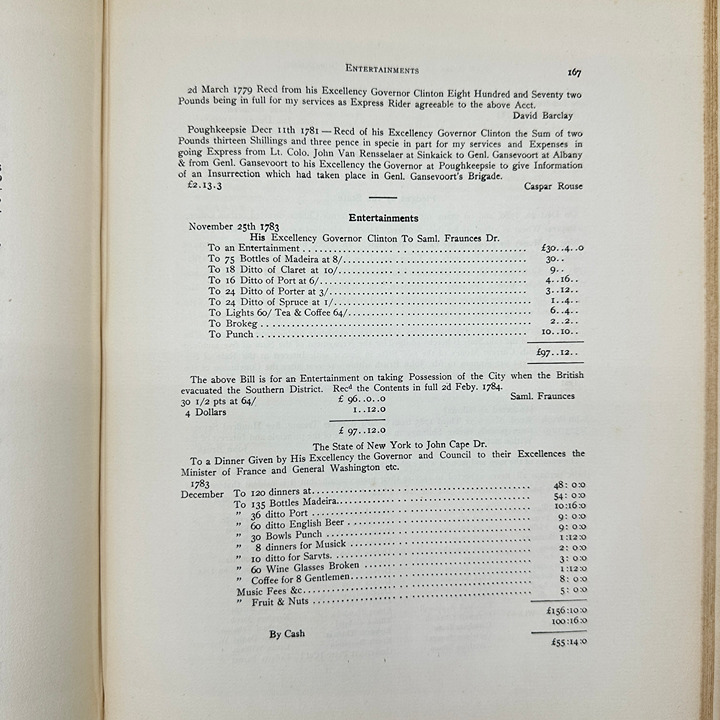 Entertainments 167
2d March 1779 Recd from his Excellency Governor Clinton Eight Hundred and Seventy two
Pounds being in full for my services as Express Rider agreeable to the above Acct.
David Barclay
Poughkeepsie Decr 11th 1781 — Recd of his Excellency Governor Clinton the Sum of two
Pounds thirteen Shillings and three pence in specie in part for my services and Expenses in
going Express from Lt. Colo. John Van Rensselaer at Sinkaick to Genl. Gansevoort at Albany
& from Genl. Gansevoort to his Excellency the Governor at Poughkeepsie to give Information
of an Insurrection which had taken place in Genl. Gansevoort's Brigade.
£2.13.3 Caspar Rouse
Entertainments
November 25th 1783
His Excellency Governor Clinton To Saml. Fraunces Dr.
To an Entertainment . . . . . . . . . . £30..4..0
To 75 Bottles of Madeira at 8/ . . . . . . . . . . 30..
To 18 Ditto of Claret at 10/ . . . . . . . . . . 9..
To 16 Ditto of Port at 6/ . . . . . . . . . . 4..16..
To 24 Ditto of Porter at 3/ . . . . . . . . . . 3..12..
To 24 Ditto of Spruce at 1/ . . . . . . . . . . 1..4..
To Lights 60/ Tea & Coffee 64/ . . . . . . . . . . 6..4..
To Brokeg . . . . . . . . . . 2..2..
To Punch . . . . . . . . . . 10..10..
£97..12..
The above Bill is for an Entertainment on taking Possession of the City when the British
evacuated the Southern District. Recd the Contents in full 2d Feby. 1784.
30 1/2 pts at 64/ £ 96..0..0 Saml. Fraunces
4 Dollars 1..12.0
£ 97..12.0
The State of New York to John Cape Dr.
To a Dinner Given by His Excellency the Governor and Council to their Excellences the
Minister of France and General Washington etc.
1783
December To 120 dinners at . . . . . . . . . . 48: 0:0
To 135 Bottles Madeira . . . . . . . . . . 54: 0:0
" 36 ditto Port . . . . . . . . . . 10:16:0
" 60 ditto English Beer . . . . . . . . . . 9: 0:0
" 30 Bowls Punch . . . . . . . . . . 9: 0:0
" 8 dinners for Musick . . . . . . . . . . 1:12:0
" 10 ditto for Sarvts. . . . . . . . . . . 2: 0:0
" 60 Wine Glasses Broken . . . . . . . . . . 3: 0:0
" Coffee for 8 Gentlemen . . . . . . . . . . 1:12:0
Music Fees &c. . . . . . . . . . . 8: 0:0
" Fruit & Nuts . . . . . . . . . . 5: 0:0
£156:10:0
By Cash 100:16:0
£55:14:0